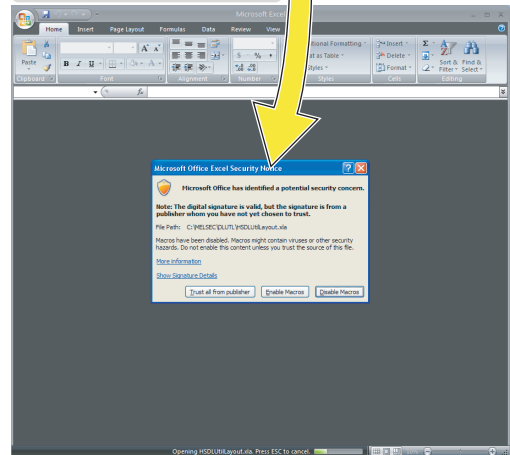 Microsoft Excel
Home Insert Page Layout Formulas Data Review View
Paste
Clipboard
B I U
A A
Font
Alignment
$ % ,
Number
Styles
Insert
Delete
Format
Cells
Σ
Sort & Filter
Find & Select
Editing
fx
Microsoft Office Excel Security Notice
Microsoft Office has identified a potential security concern.
Note: The digital signature is valid, but the signature is from a
publisher whom you have not yet chosen to trust.
File Path: C:\MELSEC\DLUTL\HSDLUtilLayout.xla
Macros have been disabled. Macros might contain viruses or other security
hazards. Do not enable this content unless you trust the source of this file.
More information
Show Signature Details
Trust all from publisher Enable Macros Disable Macros
Opening HSDLUtilLayout.xla. Press ESC to cancel.